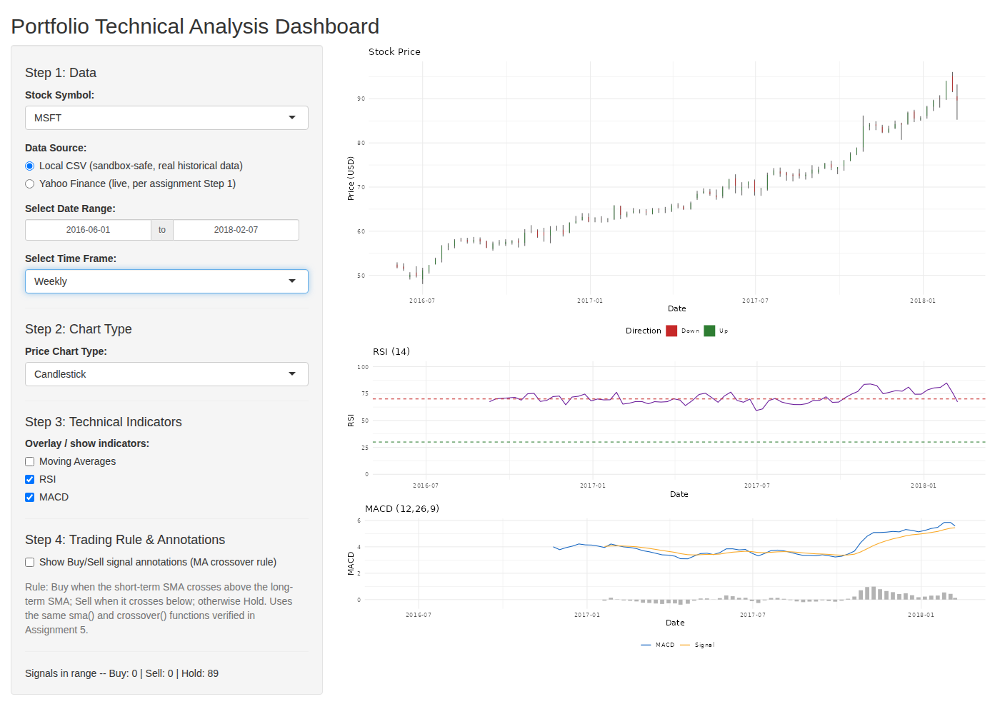 Portfolio Technical Analysis Dashboard
Step 1: Data
Stock Symbol:
MSFT
Data Source:
Local CSV (sandbox-safe, real historical data)
Yahoo Finance (live, per assignment Step 1)
Select Date Range:
2016-06-01 to 2018-02-07
Select Time Frame:
Weekly
Step 2: Chart Type
Price Chart Type:
Candlestick
Step 3: Technical Indicators
Overlay / show indicators:
Moving Averages
RSI
MACD
Step 4: Trading Rule & Annotations
Show Buy/Sell signal annotations (MA crossover rule)
Rule: Buy when the short-term SMA crosses above the long-
term SMA; Sell when it crosses below; otherwise Hold. Uses
the same sma() and crossover() functions verified in
Assignment 5.
Signals in range -- Buy: 0 | Sell: 0 | Hold: 89
Stock Price
Price (USD)
90
80
70
60
50
2016-07 2017-01 2017-07 2018-01
Date
Direction Down Up
RSI (14)
RSI
100
75
50
25
0
2016-07 2017-01 2017-07 2018-01
Date
MACD (12,26,9)
MACD
6
4
2
0
2016-07 2017-01 2017-07 2018-01
Date
MACD Signal